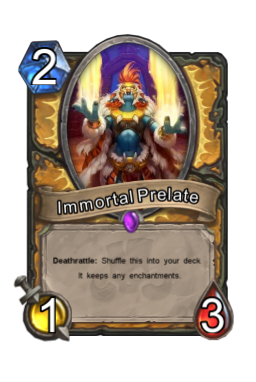 2
Immortal Prelate
Deathrattle: Shuffle this into your deck
It keeps any enchantments.
1
3